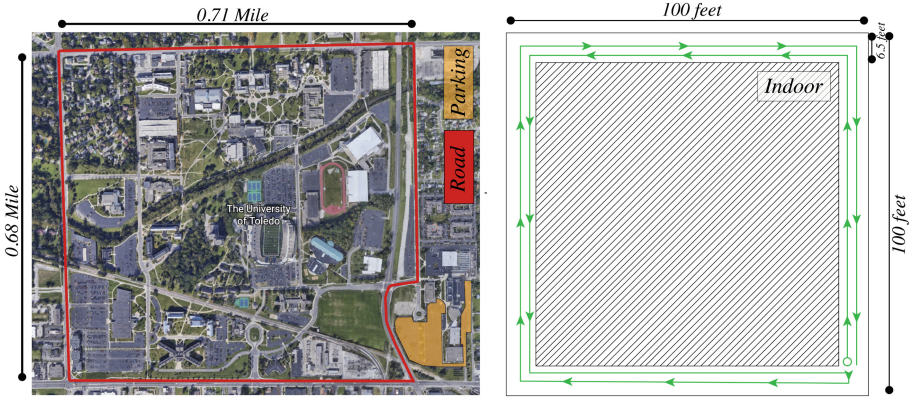 0.71 Mile
0.68 Mile
Parking
Road
The University
of Toledo
100 feet
6.5 feet
Indoor
100 feet